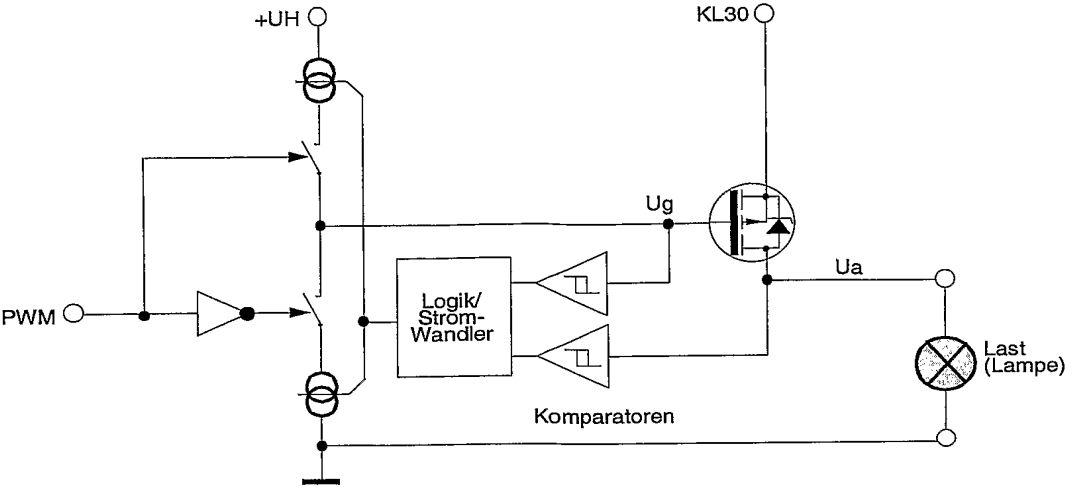 +UH
KL30
Ug
Ua
PWM
Logik/
Strom-
Wandler
Last
(Lampe)
Komparatoren